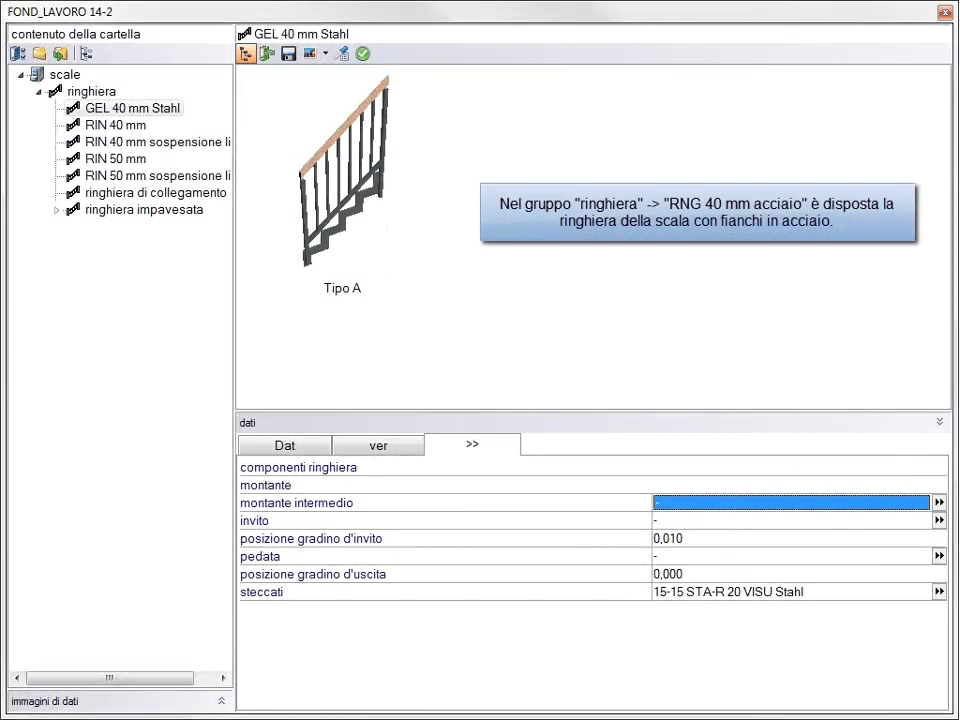 FOND_LAVORO 14-2
contenuto della cartella
GEL 40 mm Stahl
scale
ringhiera
GEL 40 mm Stahl
RIN 40 mm
RIN 40 mm sospensione li
RIN 50 mm
RIN 50 mm sospensione li
ringhiera di collegamento
ringhiera impavesata
Nel gruppo "ringhiera" -> "RNG 40 mm acciaio" è disposta la
ringhiera della scala con fianchi in acciaio.
Tipo A
dati
Dat ver >>
componenti ringhiera
montante
montante intermedio -
invito -
posizione gradino d'invito 0,010
pedata -
posizione gradino d'uscita 0,000
steccati 15-15 STA-R 20 VISU Stahl
immagini di dati